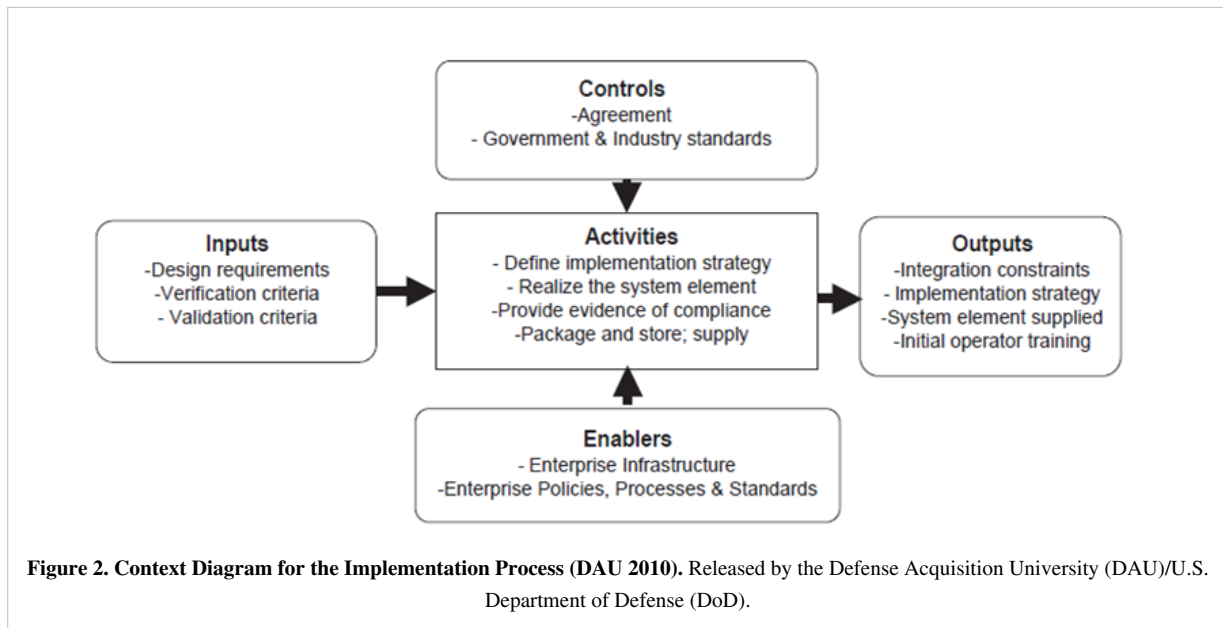 Controls
-Agreement
- Government & Industry standards
Inputs
-Design requirements
-Verification criteria
- Validation criteria
Activities
- Define implementation strategy
- Realize the system element
-Provide evidence of compliance
-Package and store; supply
Outputs
-Integration constraints
- Implementation strategy
-System element supplied
-Initial operator training
Enablers
- Enterprise Infrastructure
-Enterprise Policies, Processes & Standards
Figure 2. Context Diagram for the Implementation Process (DAU 2010). Released by the Defense Acquisition University (DAU)/U.S.
Department of Defense (DoD).